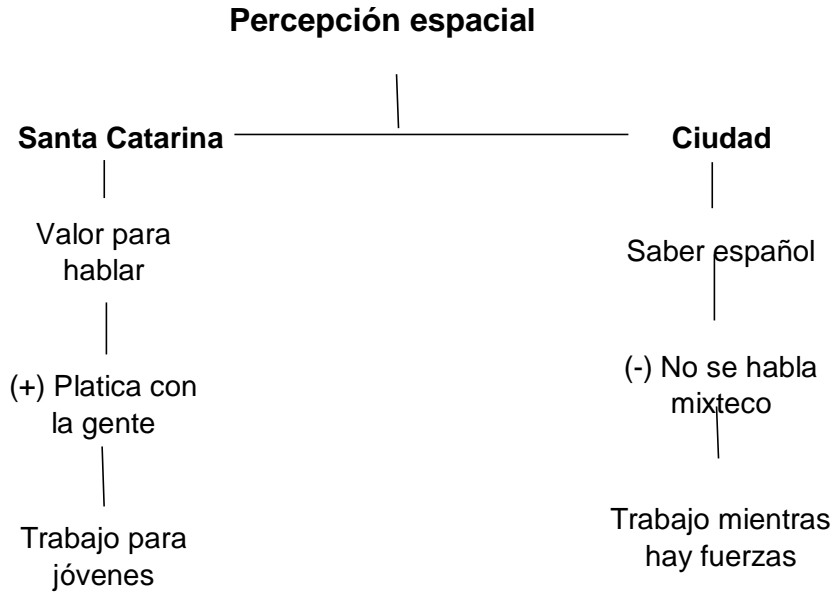 Percepción espacial
Santa Catarina
Ciudad
Valor para
hablar
Saber español
(+) Platica con
la gente
(-) No se habla
mixteco
Trabajo para
jóvenes
Trabajo mientras
hay fuerzas